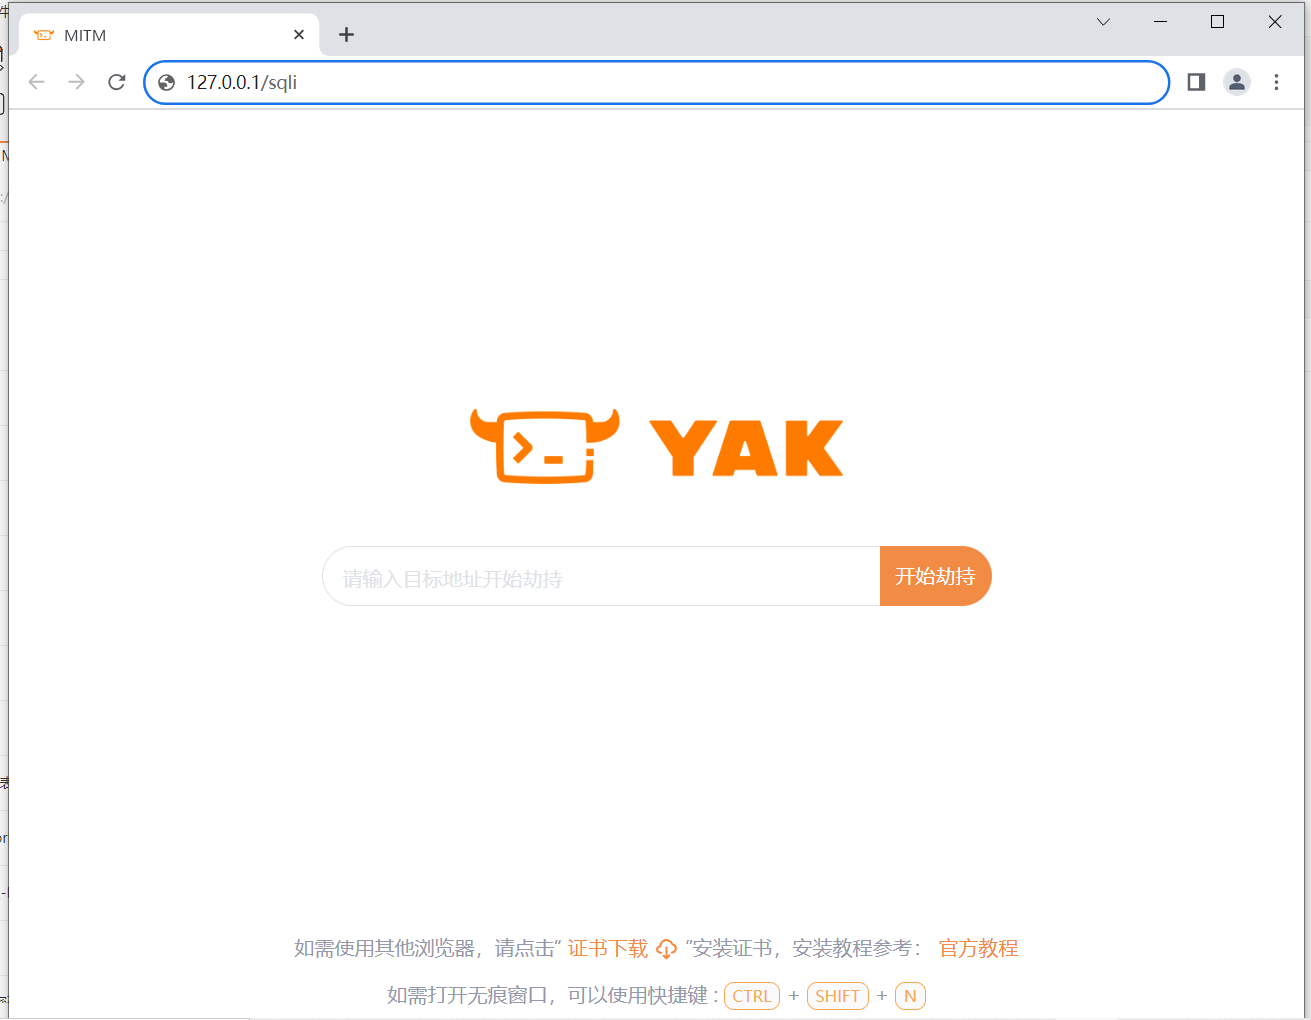 MITM
127.0.0.1/sqli
YAK
请输入目标地址开始劫持
开始劫持
如需使用其他浏览器，请点击“ 证书下载 ”安装证书，安装教程参考： 官方教程
如需打开无痕窗口，可以使用快捷键 : CTRL + SHIFT + N